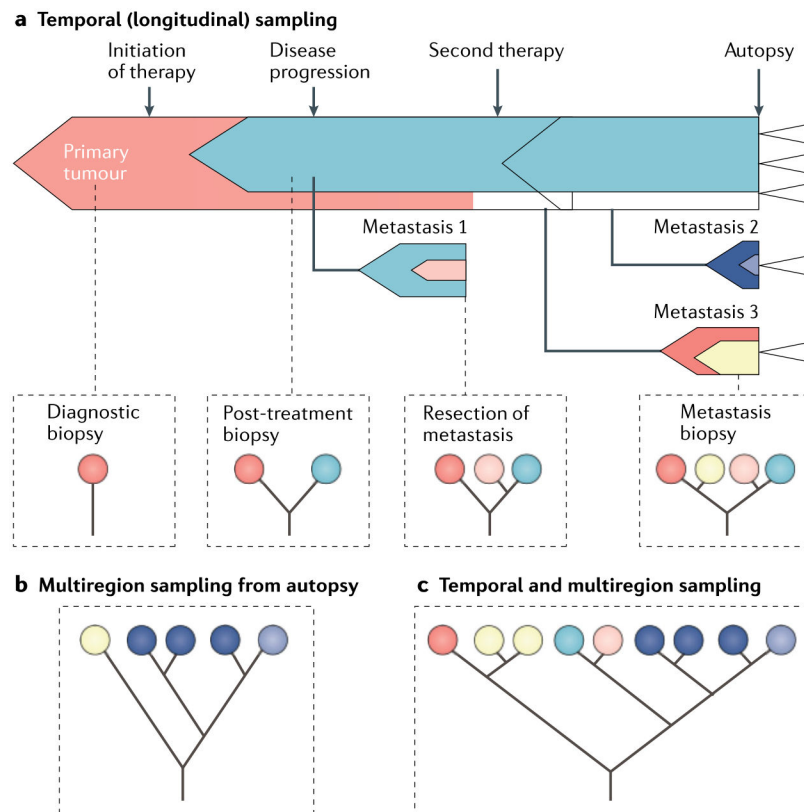 a Temporal (longitudinal) sampling
Initiation
of therapy
Disease
progression
Second therapy
Autopsy
Primary
tumour
Metastasis 1
Metastasis 2
Metastasis 3
Diagnostic
biopsy
Post-treatment
biopsy
Resection of
metastasis
Metastasis
biopsy
b Multiregion sampling from autopsy
c Temporal and multiregion sampling